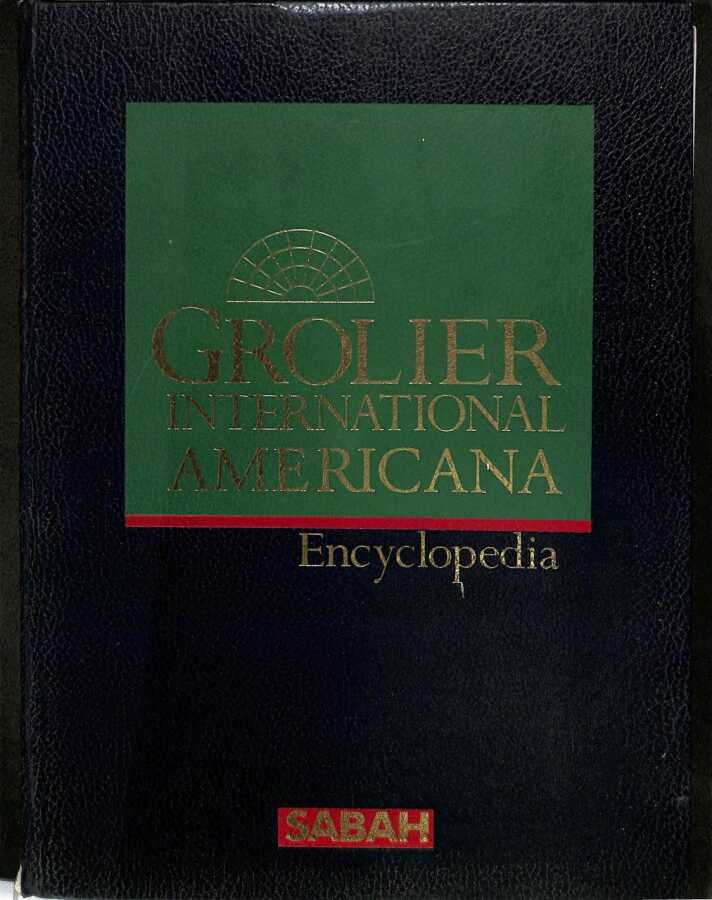 GROLIER
INTERNATIONAL
AMERICANA
Encyclopedia
SABAH